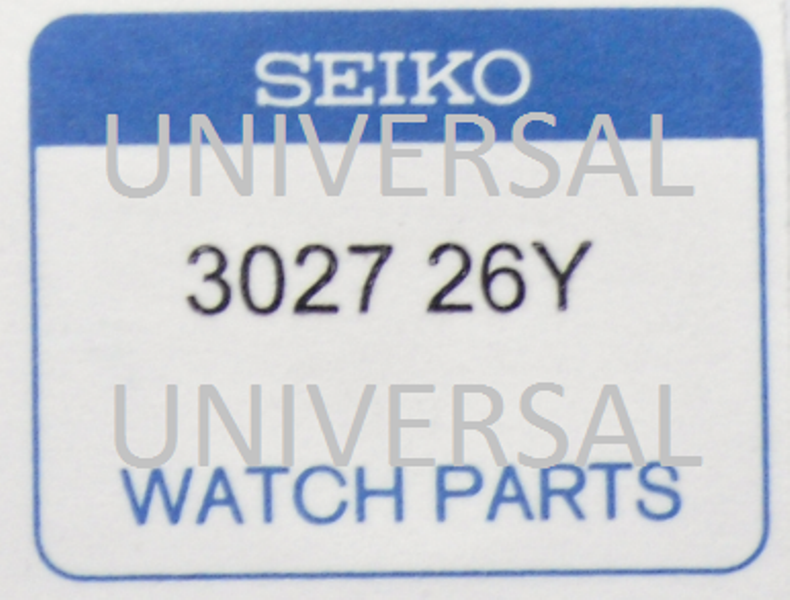 SEIKO
UNIVERSAL
3027 26Y
UNIVERSAL
WATCH PARTS